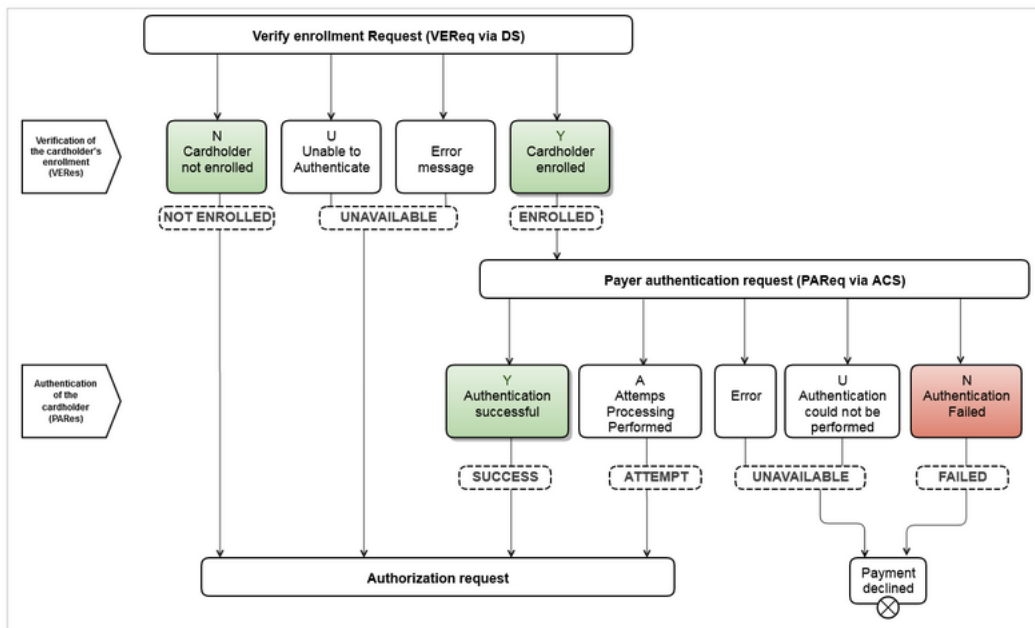 Verify enrollment Request (VEReq via DS)
Verification of
the cardholder's
enrollment
(VERes)
N
Cardholder
not enrolled
U
Unable to
Authenticate
Error
message
Y
Cardholder
enrolled
NOT ENROLLED
UNAVAILABLE
ENROLLED
Payer authentication request (PAReq via ACS)
Authentication
of the
cardholder
(PARes)
Y
Authentication
successful
A
Attemps
Processing
Performed
Error
U
Authentication
could not be
performed
N
Authentication
Failed
SUCCESS
ATTEMPT
UNAVAILABLE
FAILED
Authorization request
Payment
declined